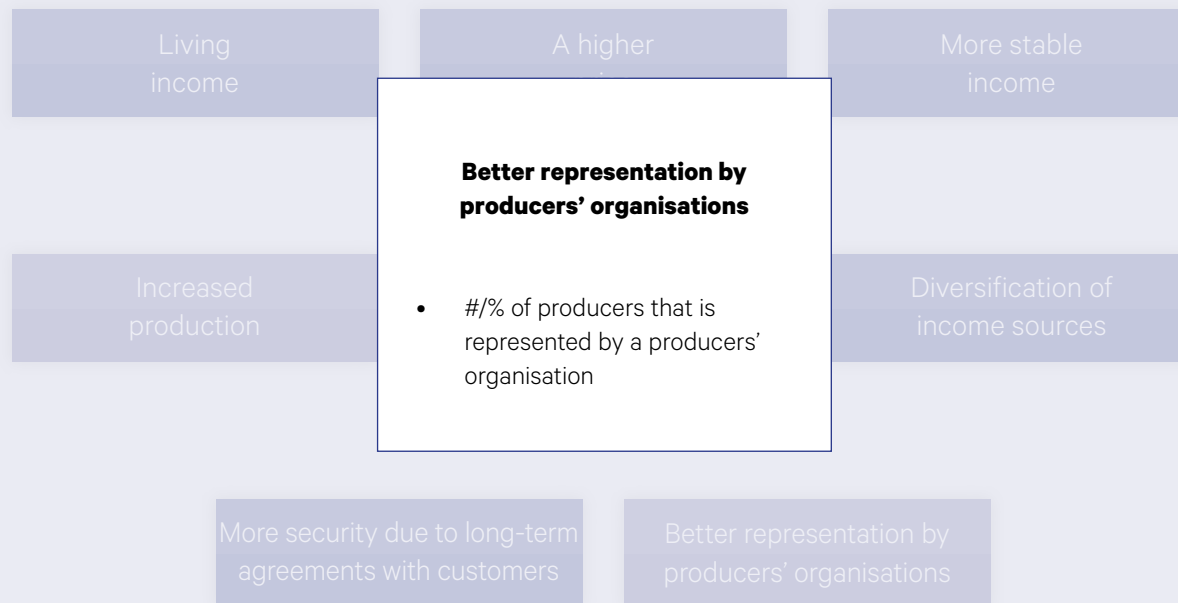 Living
income
A higher
More stable
income
Better representation by
producers’ organisations
• #/% of producers that is
represented by a producers’
organisation
Increased
production
Diversification of
income sources
More security due to long-term
agreements with customers
Better representation by
producers’ organisations